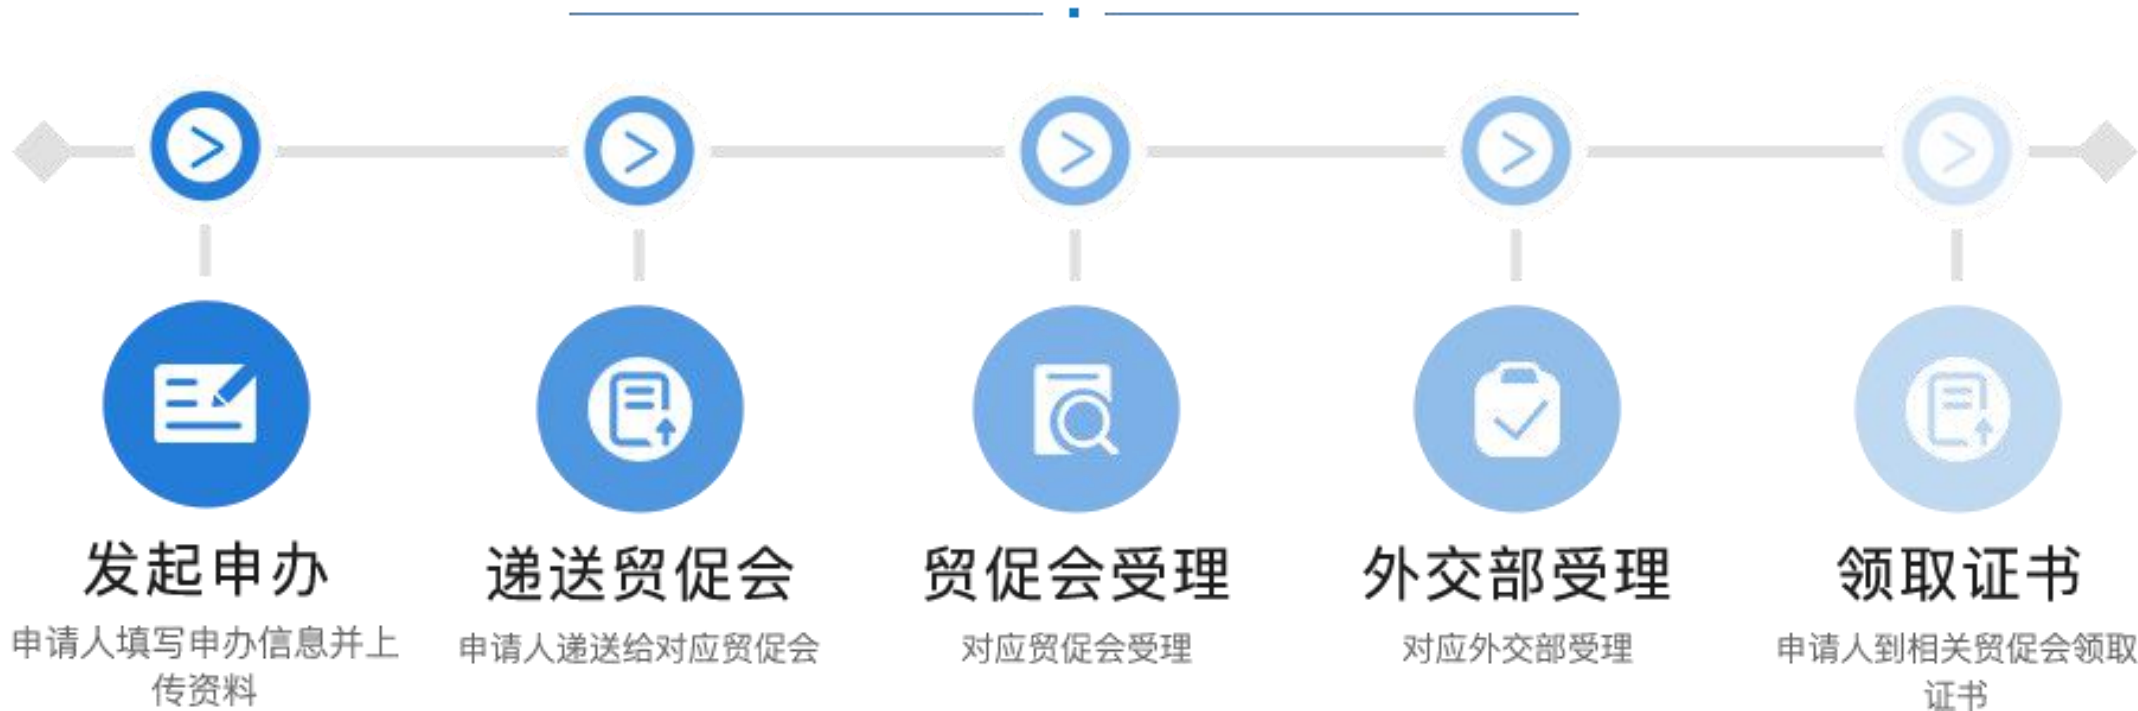 发起申办
申请人填写申办信息并上
传资料
递送贸促会
申请人递送给对应贸促会
贸促会受理
对应贸促会受理
外交部受理
对应外交部受理
领取证书
申请人到相关贸促会领取
证书